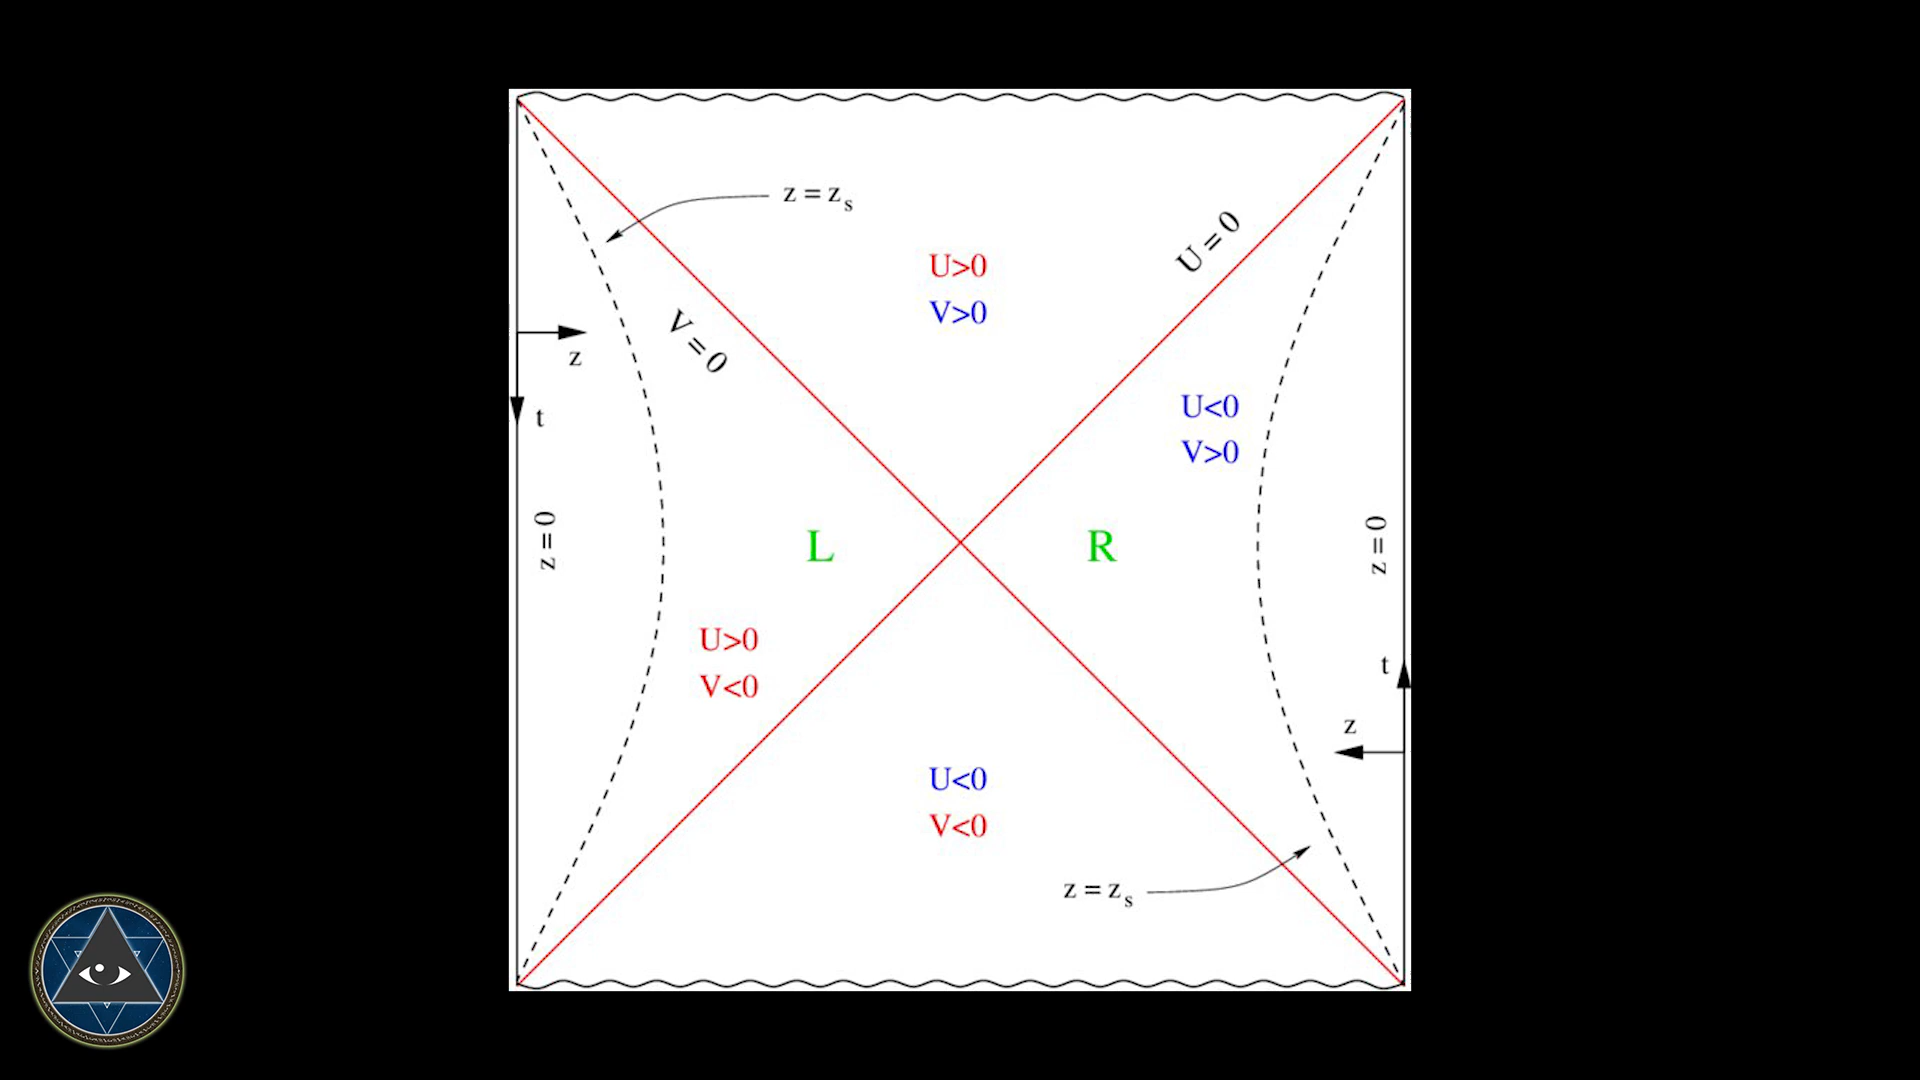 z = z_s
U = 0
U>0
V>0
V = 0
z
t
U<0
V>0
z = 0
L
R
z = 0
U>0
V<0
t
z
U<0
V<0
z = z_s